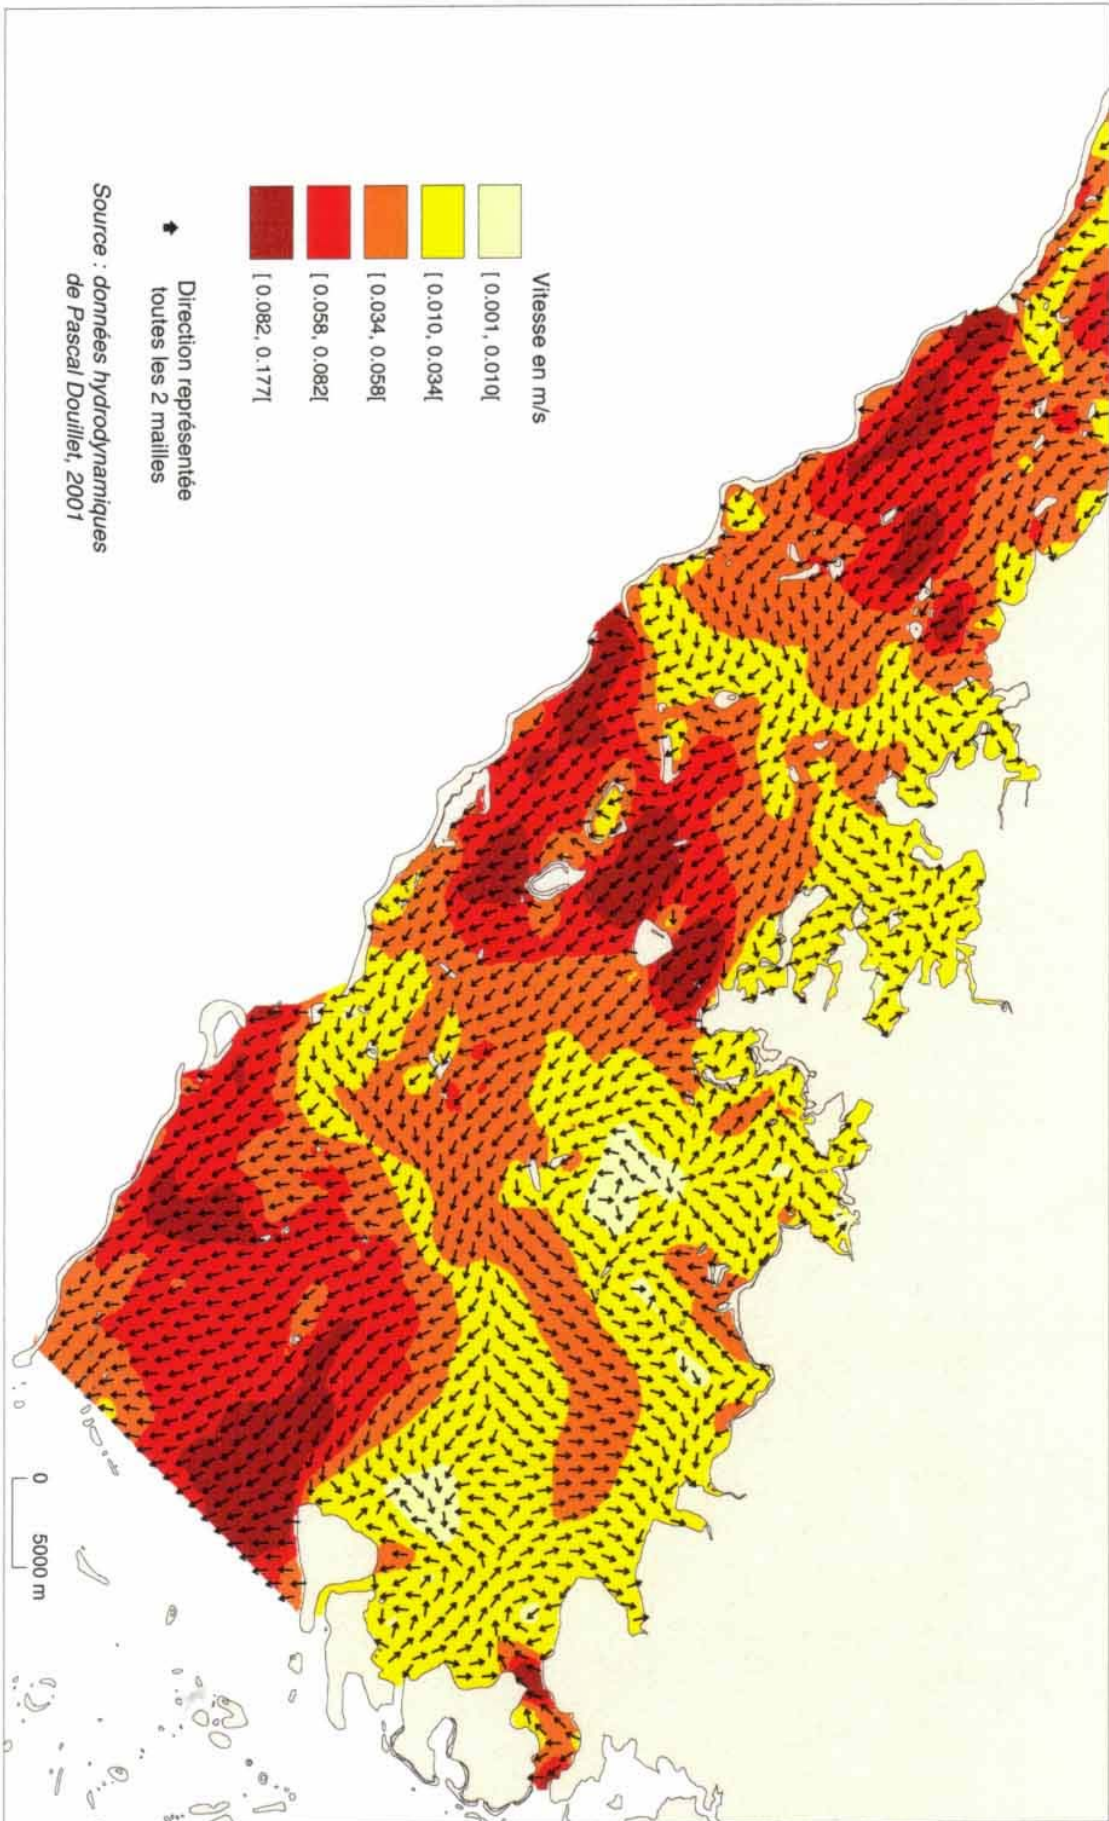 Vitesse en m/s
[ 0.001, 0.010[
[ 0.010, 0.034[
[ 0.034, 0.058[
[ 0.058, 0.082[
[ 0.082, 0.177[
Direction représentée
toutes les 2 mailles
Source : données hydrodynamiques
de Pascal Douillet, 2001
0 5000 m